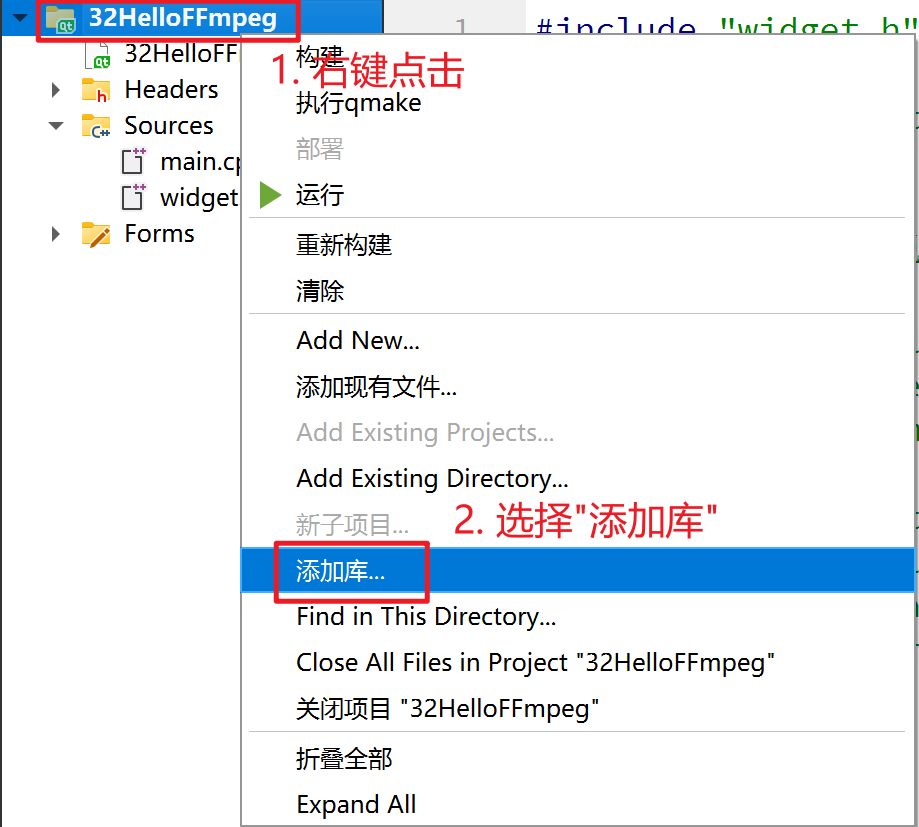 32HelloFFmpeg
1
#include "widget.h"
32HelloFF
构建
1. 右键点击
Headers
执行qmake
Sources
部署
main.cp
运行
widget.
Forms
重新构建
清除
Add New...
添加现有文件...
Add Existing Projects...
Add Existing Directory...
新子项目...
2. 选择"添加库"
添加库...
Find in This Directory...
Close All Files in Project "32HelloFFmpeg"
关闭项目 "32HelloFFmpeg"
折叠全部
Expand All